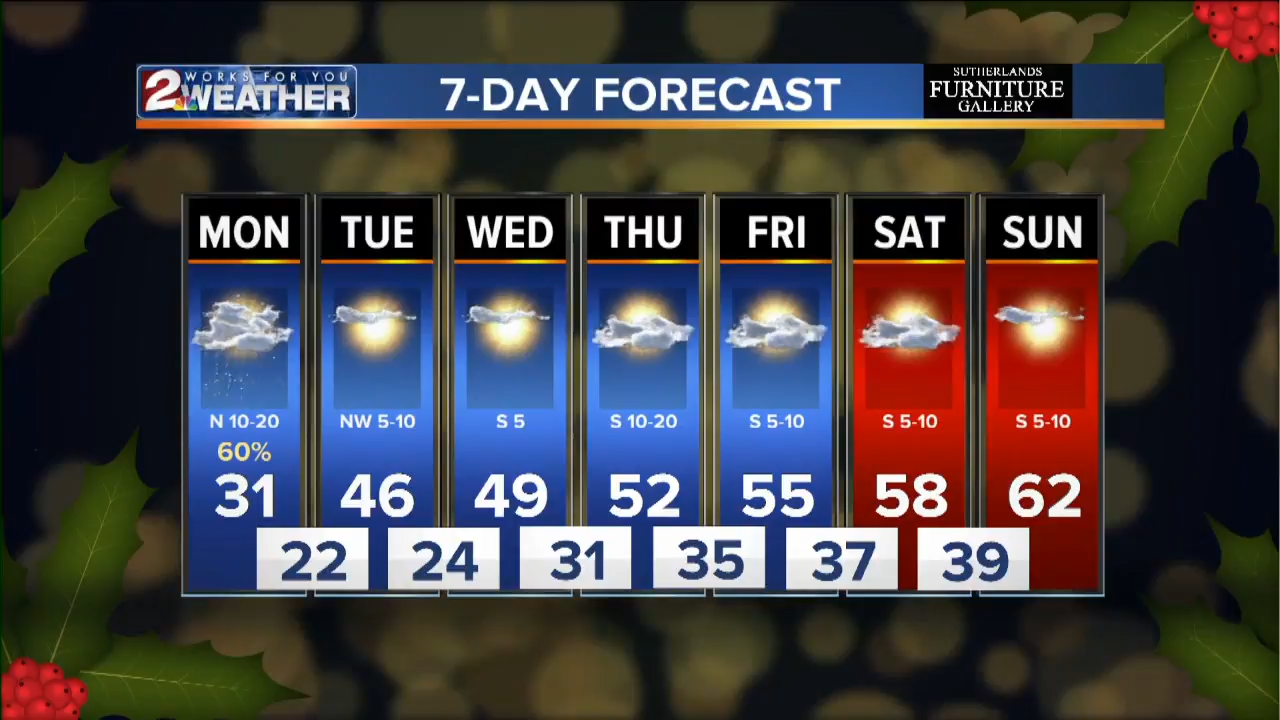 2 WORKS FOR YOU
WEATHER
7-DAY FORECAST
SUTHERLANDS
FURNITURE
GALLERY
MON TUE WED THU FRI SAT SUN
N 10-20 NW 5-10 S 5 S 10-20 S 5-10 S 5-10 S 5-10
60%
31 46 49 52 55 58 62
22 24 31 35 37 39